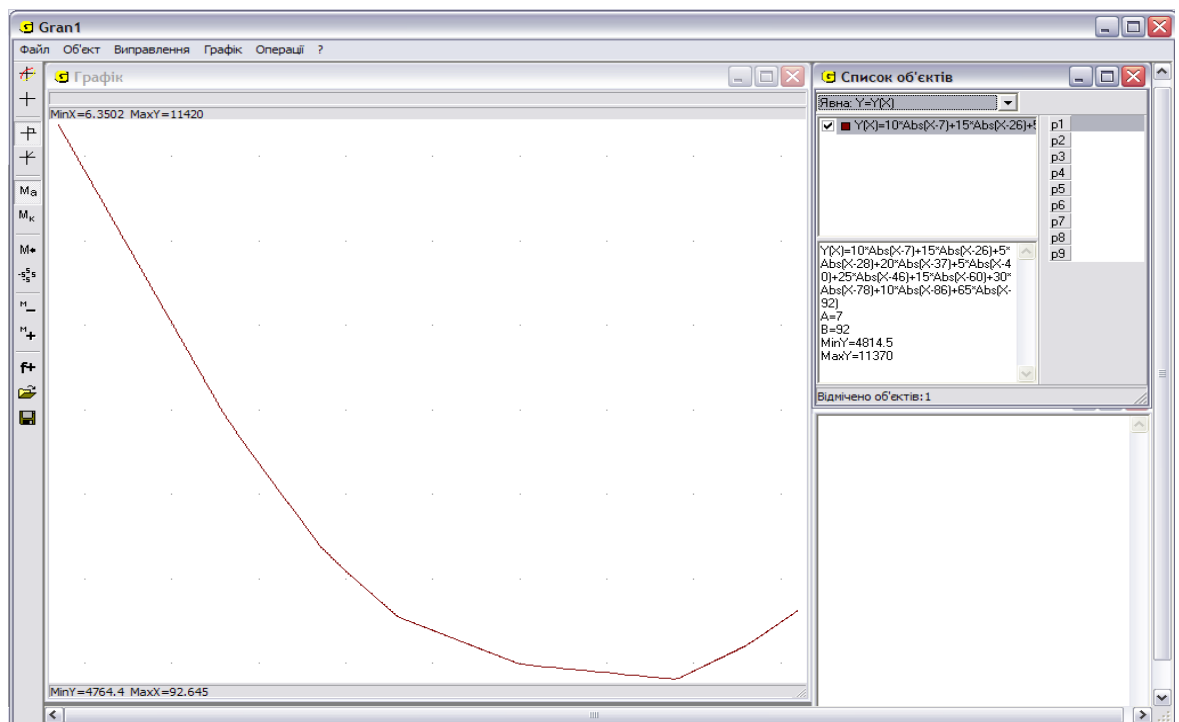 Gran1
Файл Об'єкт Виправлення Графік Операції ?
Графік
MinX=6.3502 MaxY=11420
MinY=4764.4 MaxX=92.645
Ma
Mк
M
-s s s
M
M
f+
Список об'єктів
Явна: Y=Y(X)
Y(X)=10*Abs(X-7)+15*Abs(X-26)+5
p1
p2
p3
p4
p5
p6
p7
p8
p9
Y(X)=10*Abs(X-7)+15*Abs(X-26)+5*
Abs(X-28)+20*Abs(X-37)+5*Abs(X-4
0)+25*Abs(X-46)+15*Abs(X-60)+30*
Abs(X-78)+10*Abs(X-86)+65*Abs(X-
92)
A=7
B=92
MinY=4814.5
MaxY=11370
Відмічено об'єктів:1